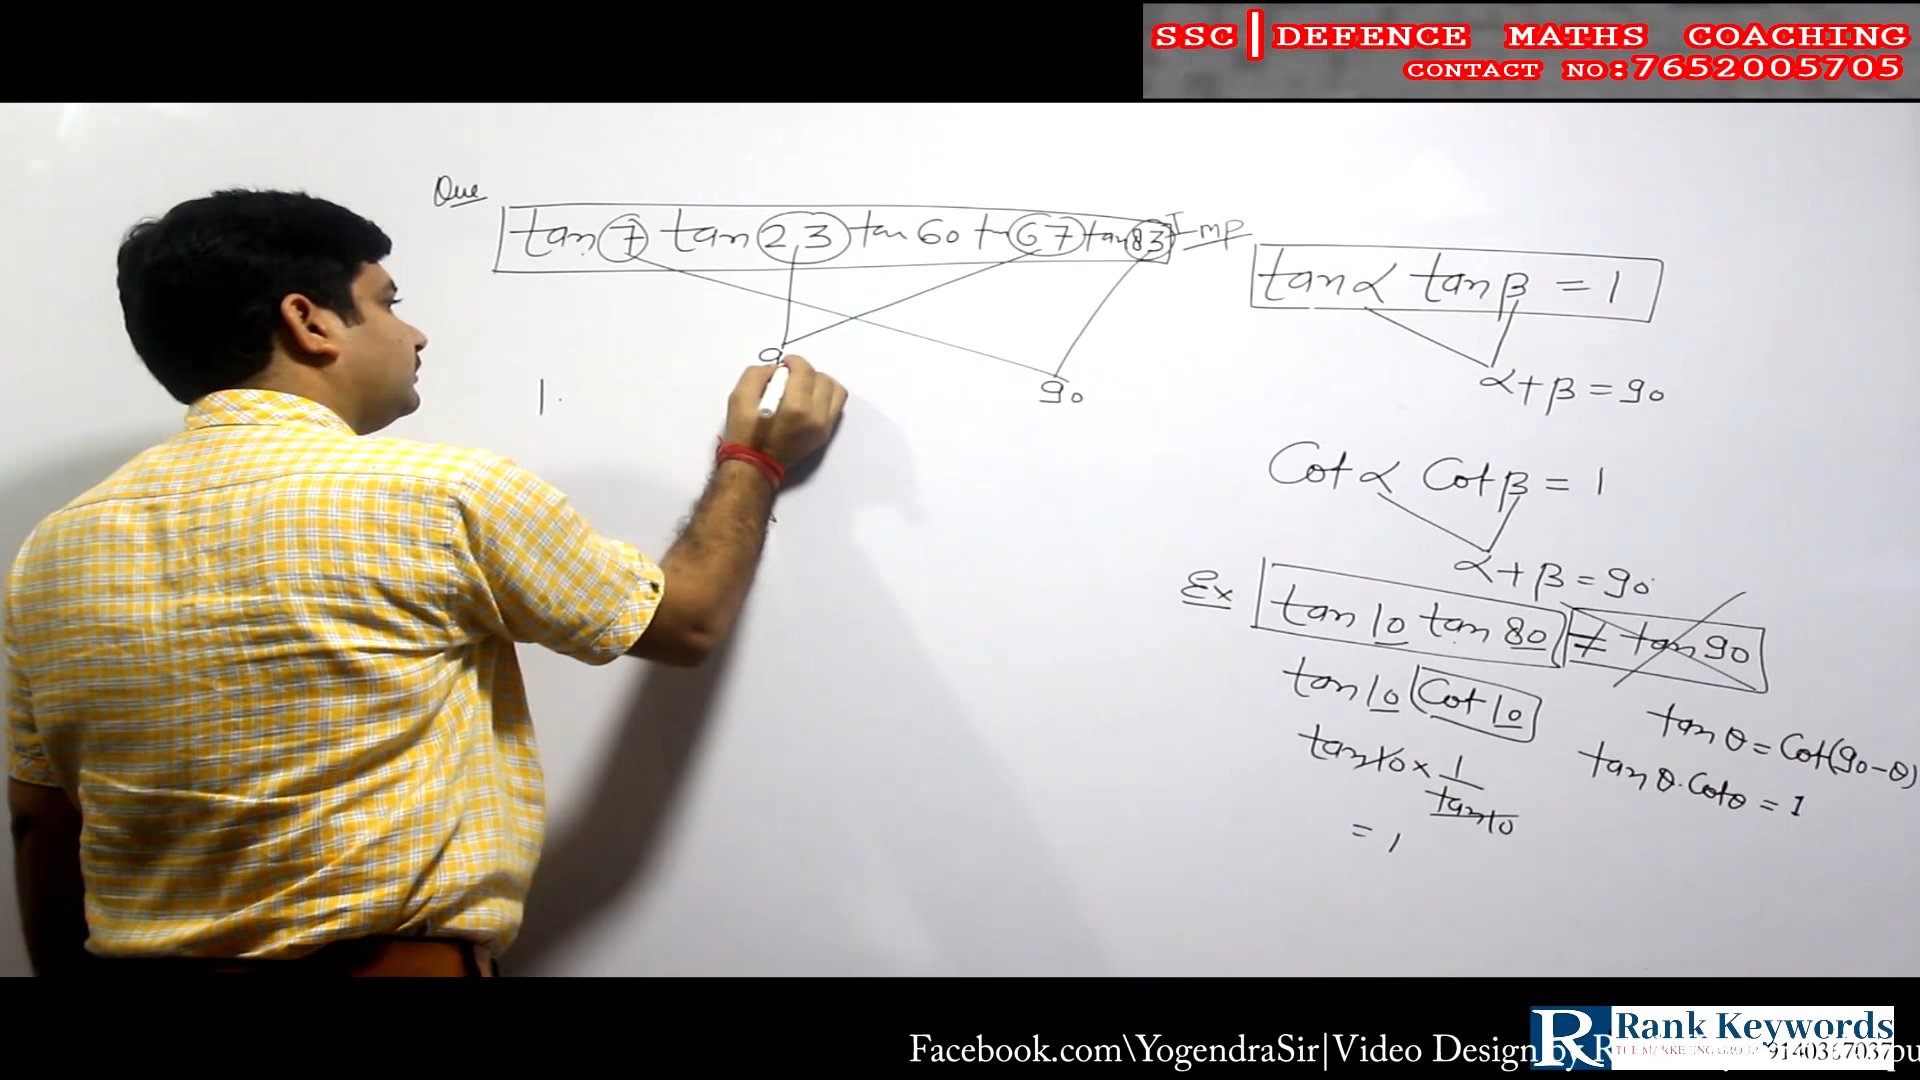 SSC|DEFENCE MATHS COACHING
CONTACT NO:7652005705
Que
tan 7 tan 23 tan 60 tan 67 tan 83 Imp
90
1.
tan α tan β = 1
α + β = 90
Cot α Cot β = 1
α + β = 90
Ex tan 10 tan 80 ≠ tan 90
tan 10 Cot 10
tan 10 × 1/tan 10
= 1
tan θ = Cot(90-θ)
tan θ. Cot θ = 1
Rank Keywords
Facebook.com\YogendraSir|Video Design by R
9140367037